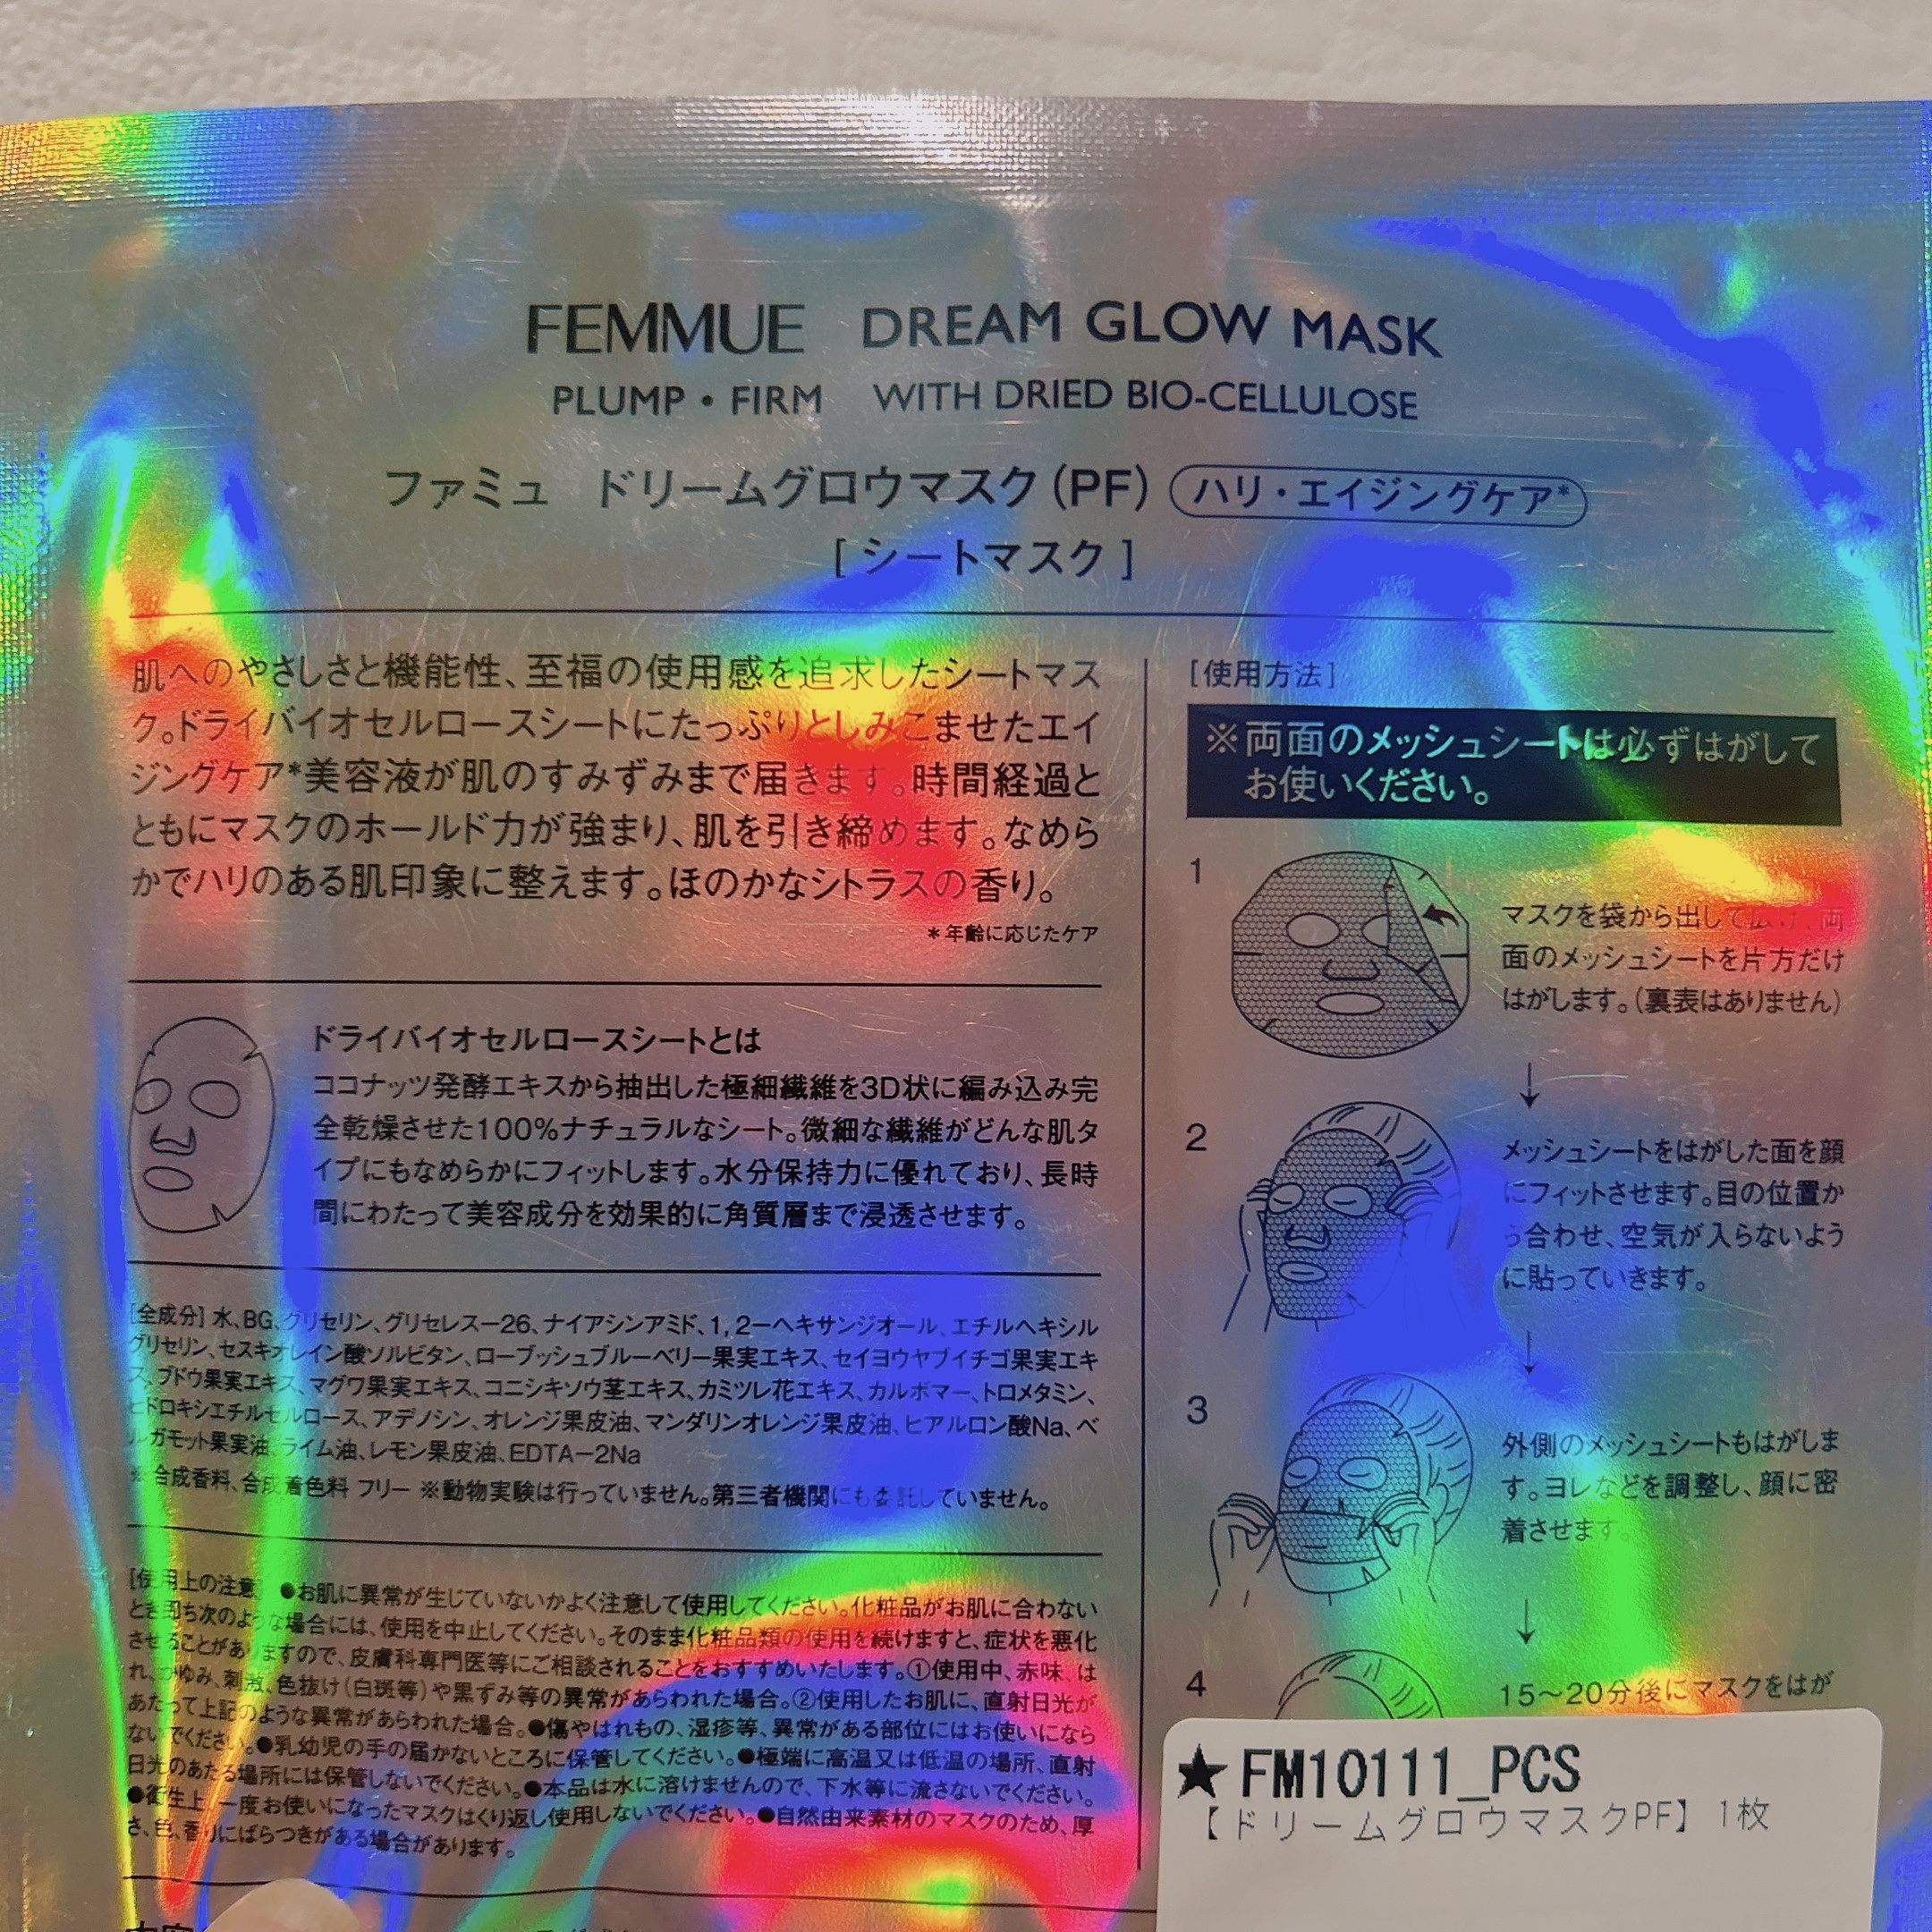 FEMMUE DREAM GLOW MASK
PLUMP・FIRM WITH DRIED BIO-CELLULOSE
ファミュ ドリームグロウマスク(PF) ハリ・エイジングケア*
[シートマスク]
肌へのやさしさと機能性、至福の使用感を追求したシートマス
ク。ドライバイオセルロースシートにたっぷりとしみこませたエイ
ジングケア*美容液が肌のすみずみまで届きます。時間経過と
ともにマスクのホールド力が強まり、肌を引き締めます。なめら
かでハリのある肌印象に整えます。ほのかなシトラスの香り。
*年齢に応じたケア
ドライバイオセルロースシートとは
ココナッツ発酵エキスから抽出した極細繊維を3D状に編み込み完
全乾燥させた100%ナチュラルなシート。微細な繊維がどんな肌タ
イプにもなめらかにフィットします。水分保持力に優れており、長時
間にわたって美容成分を効果的に角質層まで浸透させます。
[全成分] 水、BG、グリセリン、グリセレス-26、ナイアシンアミド、1, 2-ヘキサンジオール、エチルヘキシル
グリセリン、セスキオレイン酸ソルビタン、ローブッシュブルーベリー果実エキス、セイヨウヤブイチゴ果実エキ
ス、ブドウ果実エキス、マグワ果実エキス、コニシキソウ茎エキス、カミツレ花エキス、カルボマー、トロメタミン、
ヒドロキシエチルセルロース、アデノシン、オレンジ果皮油、マンダリンオレンジ果皮油、ヒアルロン酸Na、ベ
ルガモット果実油、ライム油、レモン果皮油、EDTA-2Na
※合成香料、合成着色料 フリー ※動物実験は行っていません。第三者機関にも委託していません。
[使用上の注意] ●お肌に異常が生じていないかよく注意して使用してください。化粧品がお肌に合わない
とき即ち次のような場合には、使用を中止してください。そのまま化粧品類の使用を続けますと、症状を悪化
させることがありますので、皮膚科専門医等にご相談されることをおすすめいたします。①使用中、赤味、は
れ、かゆみ、刺激、色抜け(白斑等)や黒ずみ等の異常があらわれた場合。②使用したお肌に、直射日光が
あたって上記のような異常があらわれた場合。●傷やはれもの、湿疹等、異常がある部位にはお使いになら
ないでください。●乳幼児の手の届かないところに保管してください。●極端に高温又は低温の場所、直射
日光のあたる場所には保管しないでください。●本品は水に溶けませんので、下水等に流さないでください。
●衛生上、一度お使いになったマスクはくり返し使用しないでください。●自然由来素材のマスクのため、厚
さ、色、香りにばらつきがある場合があります。
[使用方法]
※両面のメッシュシートは必ずはがして
お使いください。
1
マスクを袋から出して広げ、両
面のメッシュシートを片方だけ
はがします。(裏表はありません)
2
メッシュシートをはがした面を顔
にフィットさせます。目の位置か
ら合わせ、空気が入らないよう
に貼っていきます。
3
外側のメッシュシートもはがしま
す。ヨレなどを調整し、顔に密
着させます。
4
15〜20分後にマスクをはが
★FM10111_PCS
【ドリームグロウマスクPF】1枚